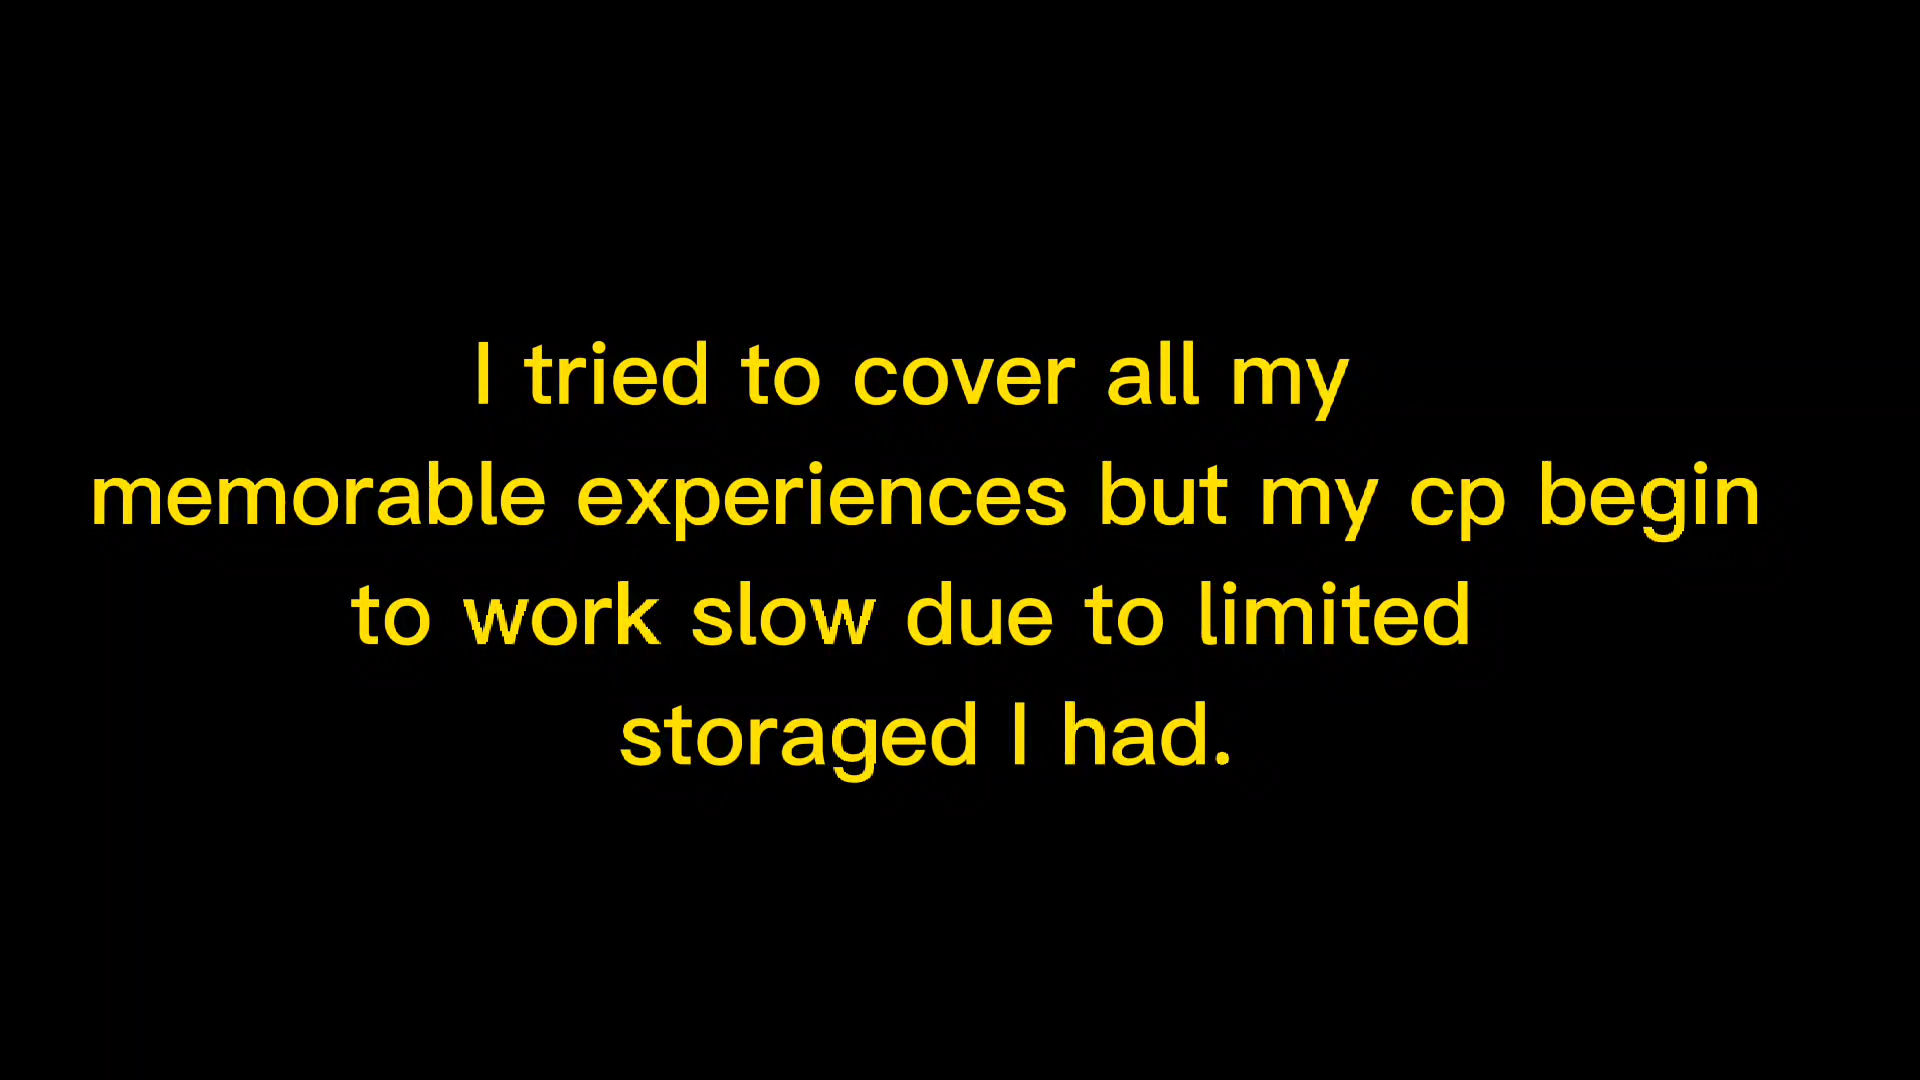 I tried to cover all my
memorable experiences but my cp begin
to work slow due to limited
storaged I had.